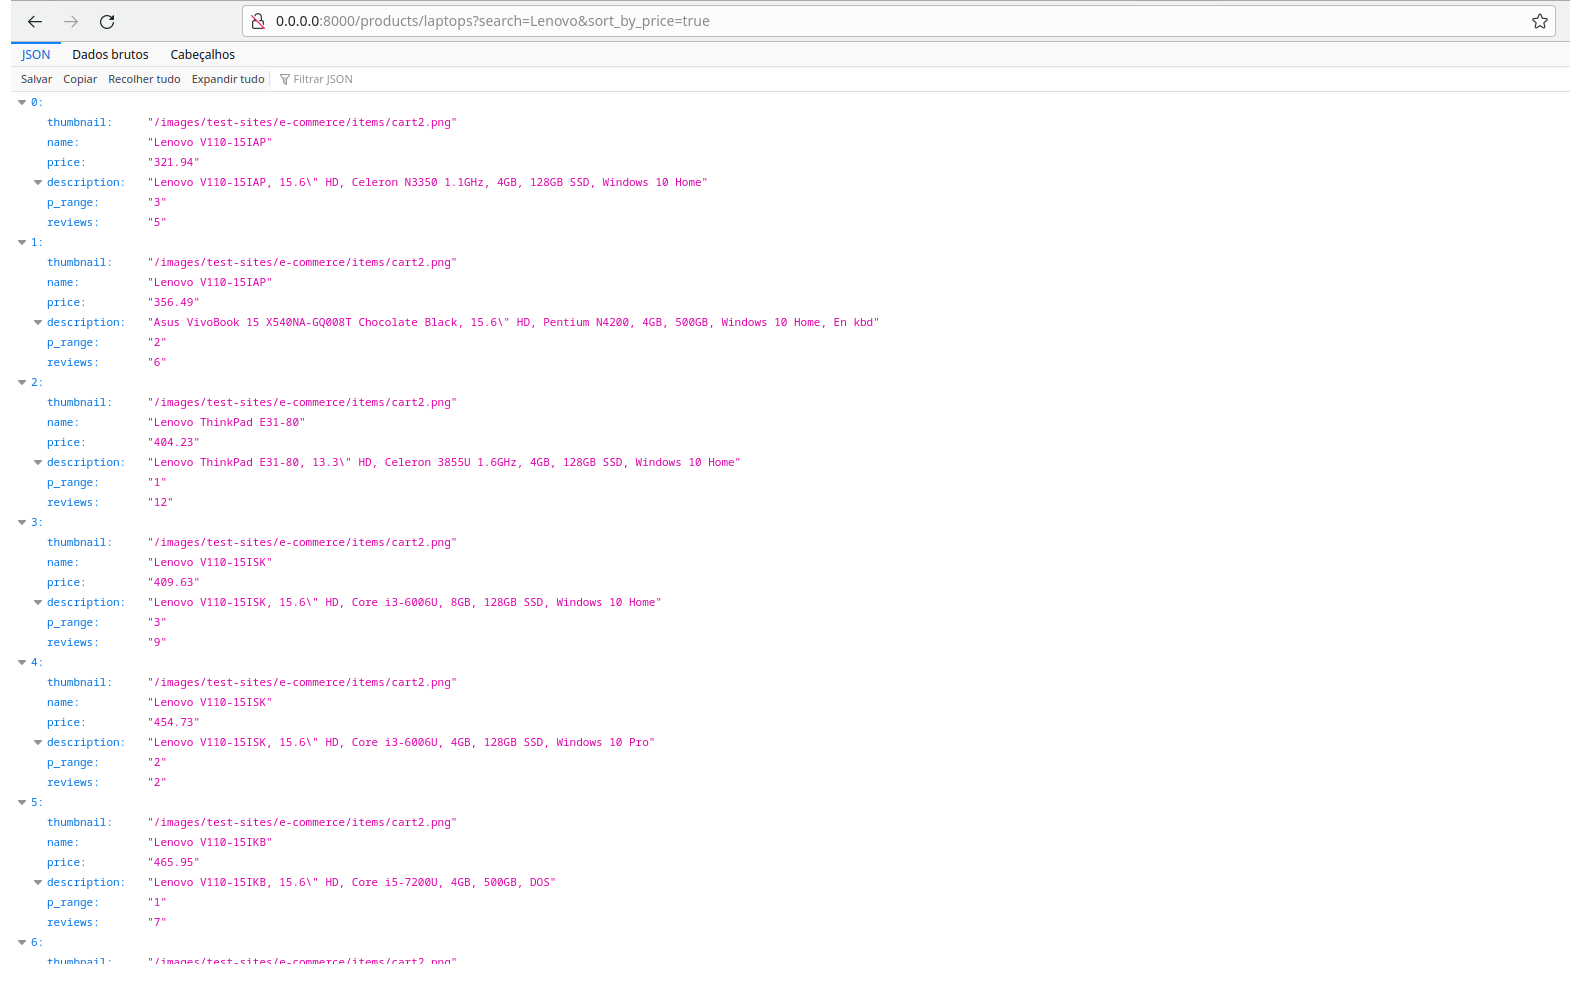 0.0.0.0:8000/products/laptops?search=Lenovo&sort_by_price=true
JSON Dados brutos Cabeçalhos
Salvar Copiar Recolher tudo Expandir tudo Filtrar JSON
0:
thumbnail: "/images/test-sites/e-commerce/items/cart2.png"
name: "Lenovo V110-15IAP"
price: "321.94"
description: "Lenovo V110-15IAP, 15.6\" HD, Celeron N3350 1.1GHz, 4GB, 128GB SSD, Windows 10 Home"
p_range: "3"
reviews: "5"
1:
thumbnail: "/images/test-sites/e-commerce/items/cart2.png"
name: "Lenovo V110-15IAP"
price: "356.49"
description: "Asus VivoBook 15 X540NA-GQ008T Chocolate Black, 15.6\" HD, Pentium N4200, 4GB, 500GB, Windows 10 Home, En kbd"
p_range: "2"
reviews: "6"
2:
thumbnail: "/images/test-sites/e-commerce/items/cart2.png"
name: "Lenovo ThinkPad E31-80"
price: "404.23"
description: "Lenovo ThinkPad E31-80, 13.3\" HD, Celeron 3855U 1.6GHz, 4GB, 128GB SSD, Windows 10 Home"
p_range: "1"
reviews: "12"
3:
thumbnail: "/images/test-sites/e-commerce/items/cart2.png"
name: "Lenovo V110-15ISK"
price: "409.63"
description: "Lenovo V110-15ISK, 15.6\" HD, Core i3-6006U, 8GB, 128GB SSD, Windows 10 Home"
p_range: "3"
reviews: "9"
4:
thumbnail: "/images/test-sites/e-commerce/items/cart2.png"
name: "Lenovo V110-15ISK"
price: "454.73"
description: "Lenovo V110-15ISK, 15.6\" HD, Core i3-6006U, 4GB, 128GB SSD, Windows 10 Pro"
p_range: "2"
reviews: "2"
5:
thumbnail: "/images/test-sites/e-commerce/items/cart2.png"
name: "Lenovo V110-15IKB"
price: "465.95"
description: "Lenovo V110-15IKB, 15.6\" HD, Core i5-7200U, 4GB, 500GB, DOS"
p_range: "1"
reviews: "7"
6:
thumbnail: "/images/test-sites/e-commerce/items/cart2.png"